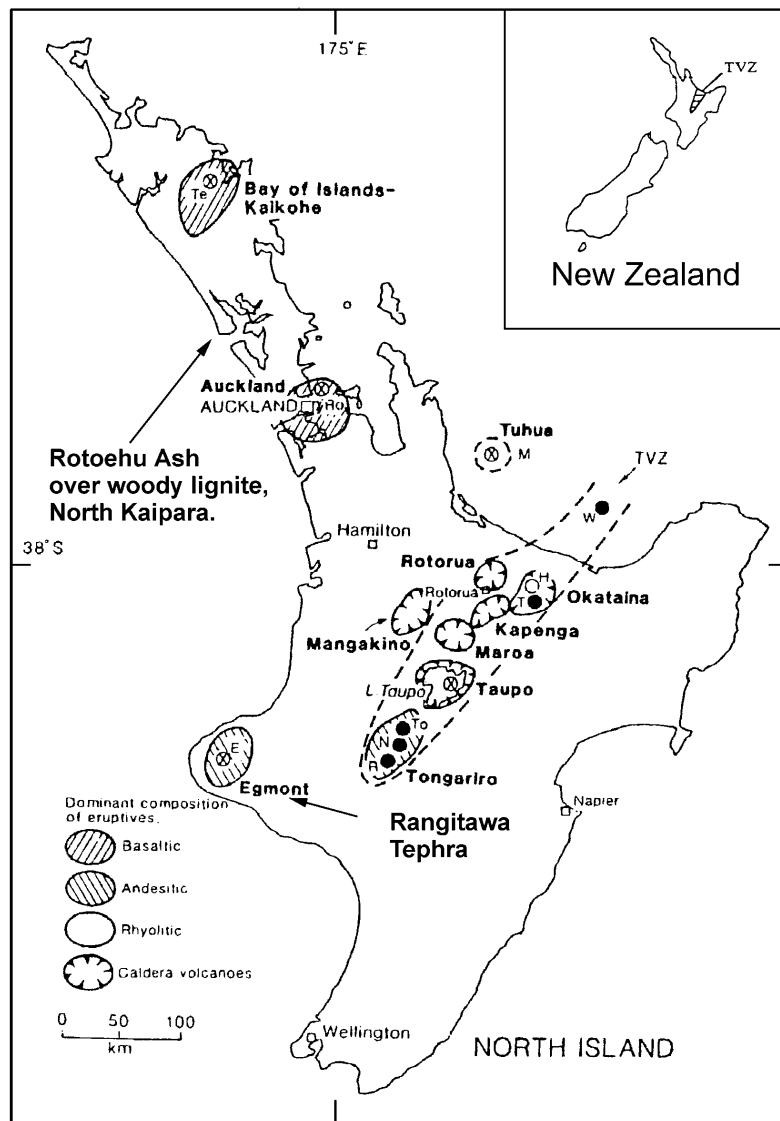 175°E
TVZ
New Zealand
Te
Bay of Islands-
Kaikohe
Auckland
AUCKLAND
Ro
Rotoehu Ash
over woody lignite,
North Kaipara.
Tuhua
M
TVZ
W
Hamilton
38°S
Rotorua
Rotorua
H
T
Okataina
Kapenga
Mangakino
Maroa
L. Taupo
Taupo
To
N
R
Tongariro
E
Egmont
Rangitawa
Tephra
Napier
Dominant composition
of eruptives.
Basaltic
Andesitic
Rhyolitic
Caldera volcanoes
0 50 100
km
Wellington
NORTH ISLAND